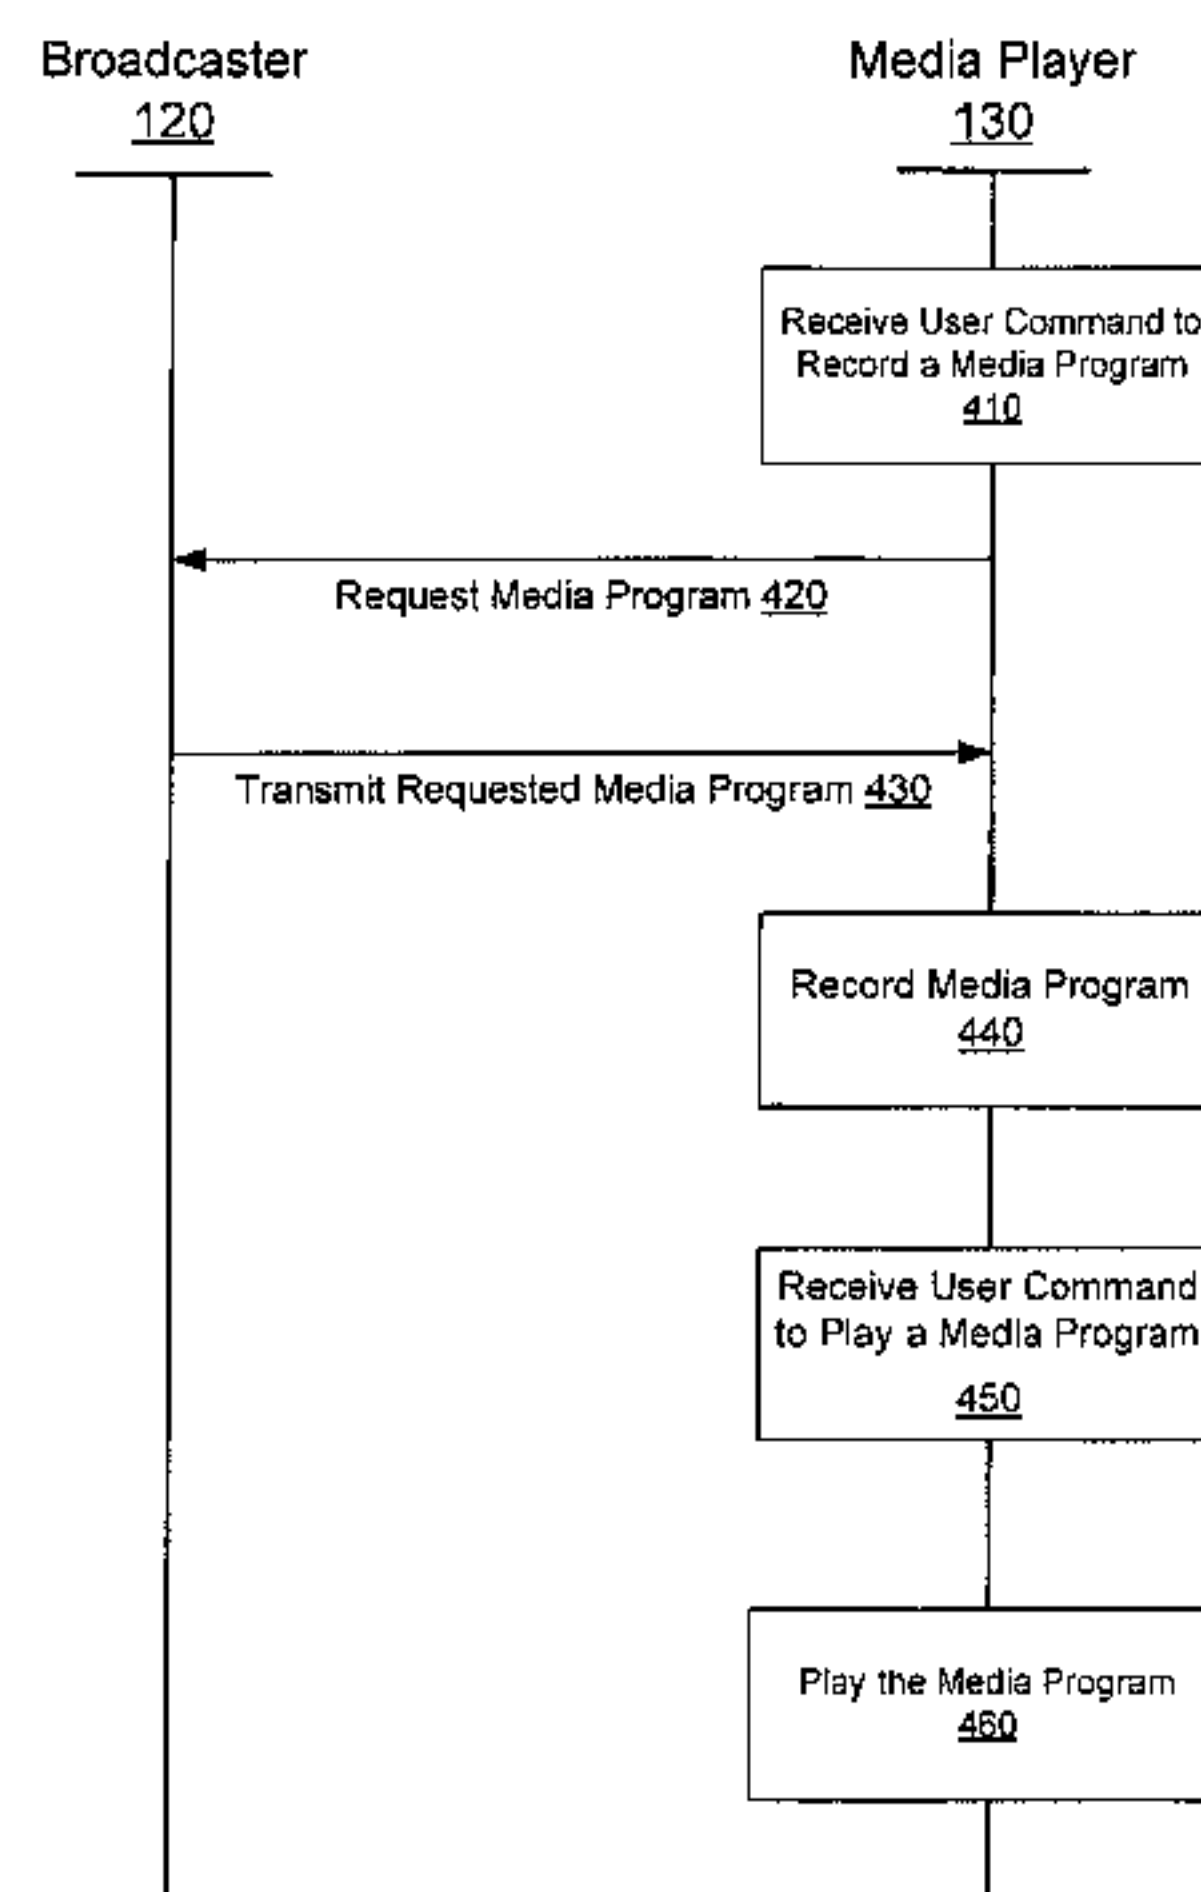 Broadcaster
120
Media Player
130
Receive User Command to
Record a Media Program
410
Request Media Program 420
Transmit Requested Media Program 430
Record Media Program
440
Receive User Command
to Play a Media Program
450
Play the Media Program
460